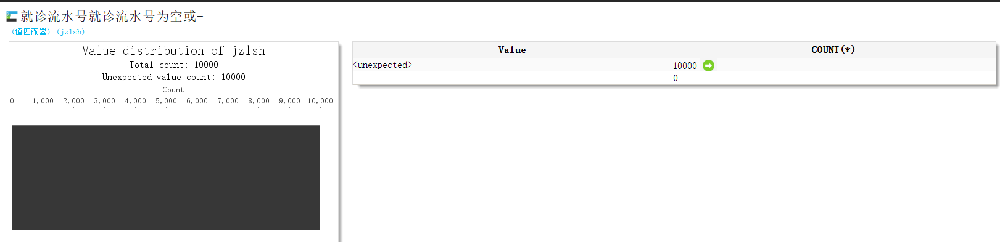 就诊流水号就诊流水号为空或-
(值匹配器) (jzlsh)
Value distribution of jzlsh
Total count: 10000
Unexpected value count: 10000
Count
0 1,000 2,000 3,000 4,000 5,000 6,000 7,000 8,000 9,000 10,000
Value COUNT(*)
<unexpected> 10000
- 0